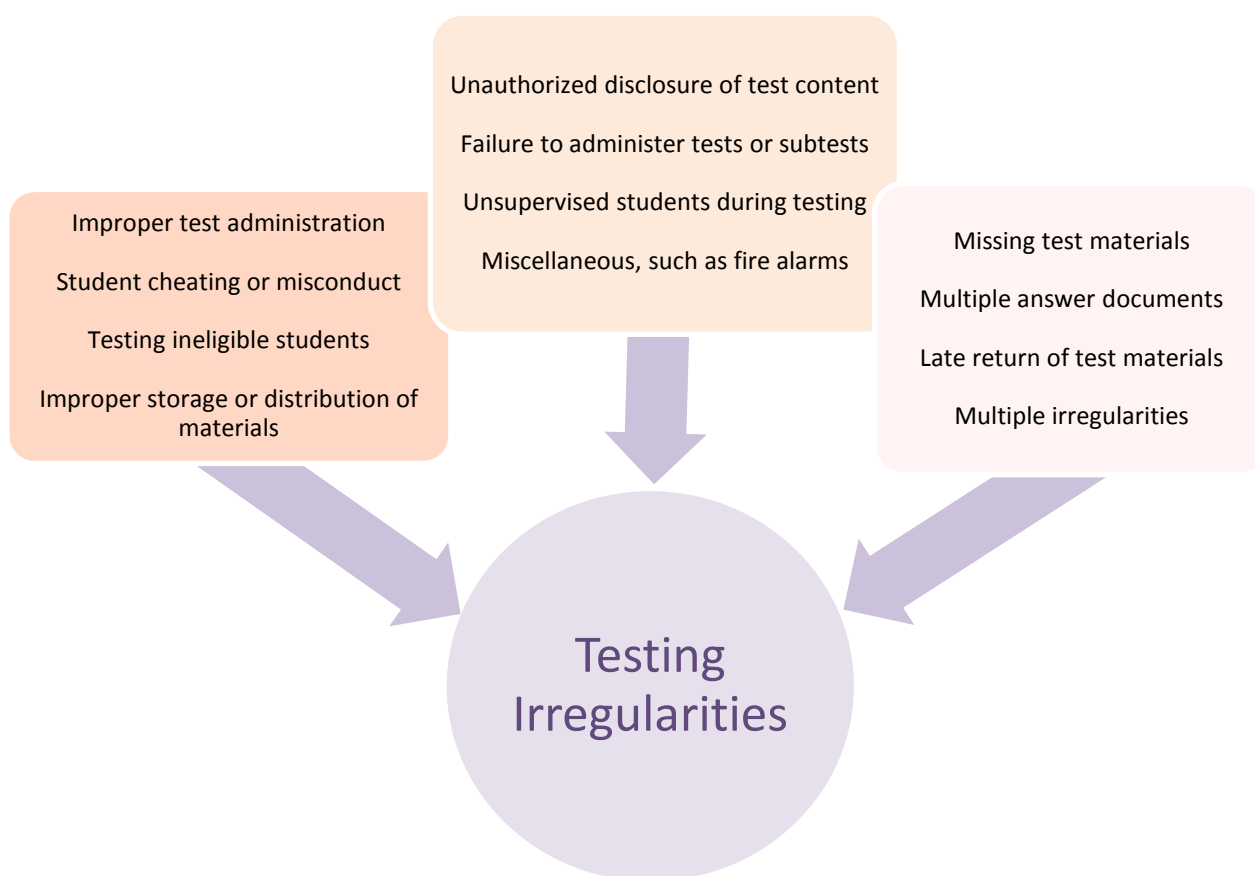 Unauthorized disclosure of test content
Failure to administer tests or subtests
Unsupervised students during testing
Miscellaneous, such as fire alarms
Improper test administration
Student cheating or misconduct
Testing ineligible students
Improper storage or distribution of
materials
Missing test materials
Multiple answer documents
Late return of test materials
Multiple irregularities
Testing
Irregularities